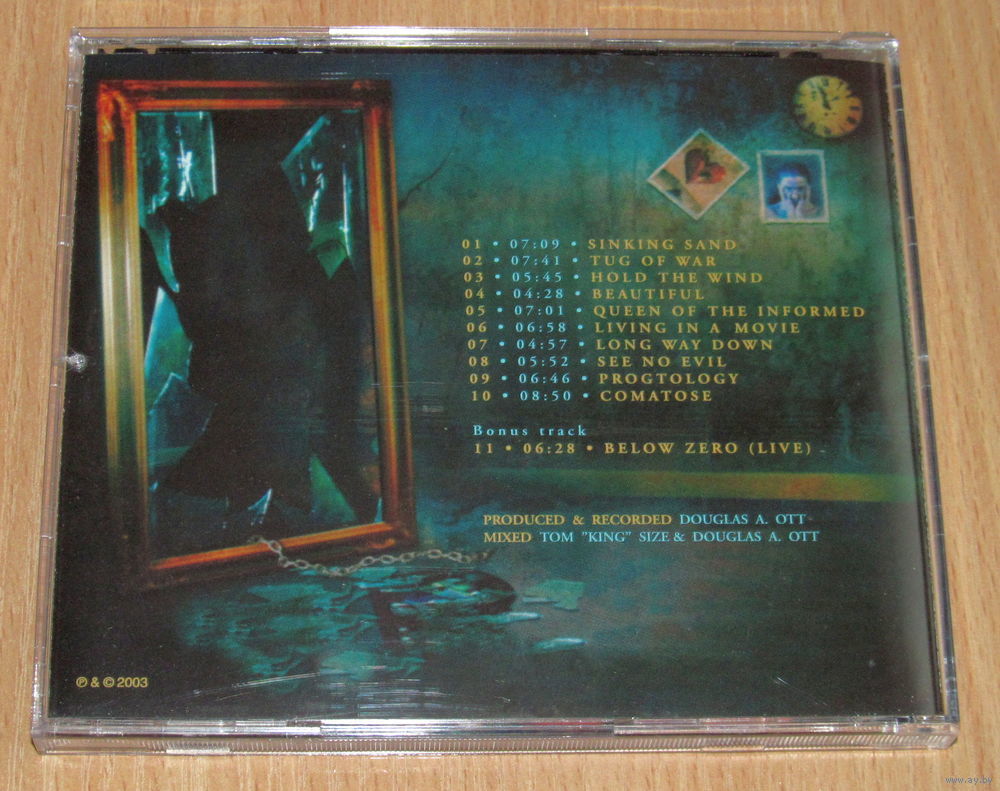 01 • 07:09 • SINKING SAND
02 • 07:41 • TUG OF WAR
03 • 05:45 • HOLD THE WIND
04 • 04:28 • BEAUTIFUL
05 • 07:01 • QUEEN OF THE INFORMED
06 • 06:58 • LIVING IN A MOVIE
07 • 04:57 • LONG WAY DOWN
08 • 05:52 • SEE NO EVIL
09 • 06:46 • PROGTOLOGY
10 • 08:50 • COMATOSE
Bonus track
11 • 06:28 • BELOW ZERO (LIVE)
PRODUCED & RECORDED DOUGLAS A. OTT
MIXED TOM "KING" SIZE & DOUGLAS A. OTT
℗ & © 2003
www.ay.by